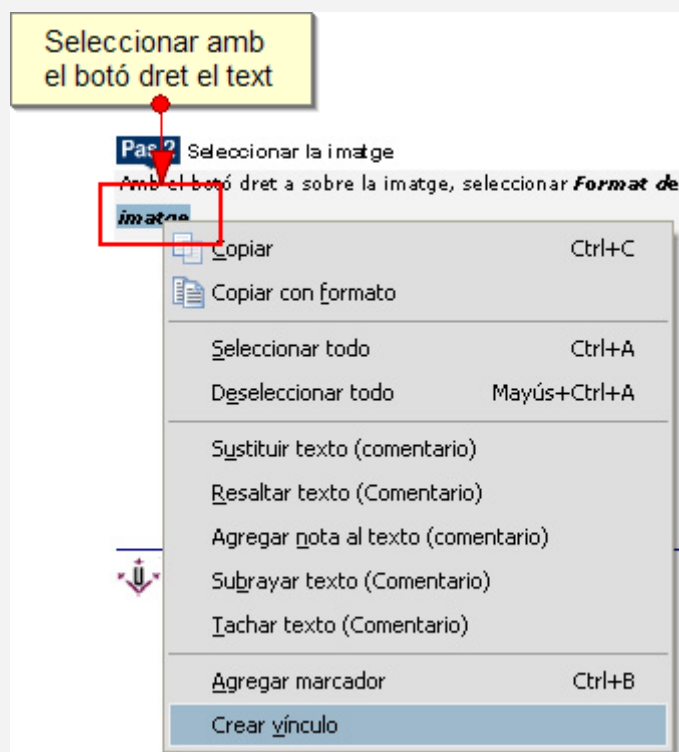 Seleccionar amb
el botó dret el text
Pas 2 Seleccionar la imatge
Amb el botó dret a sobre la imatge, seleccionar Format de
imatge
Copiar Ctrl+C
Copiar con formato
Seleccionar todo Ctrl+A
Deseleccionar todo Mayús+Ctrl+A
Sustituir texto (comentario)
Resaltar texto (Comentario)
Agregar nota al texto (comentario)
Subrayar texto (Comentario)
Tachar texto (Comentario)
Agregar marcador Ctrl+B
Crear vínculo